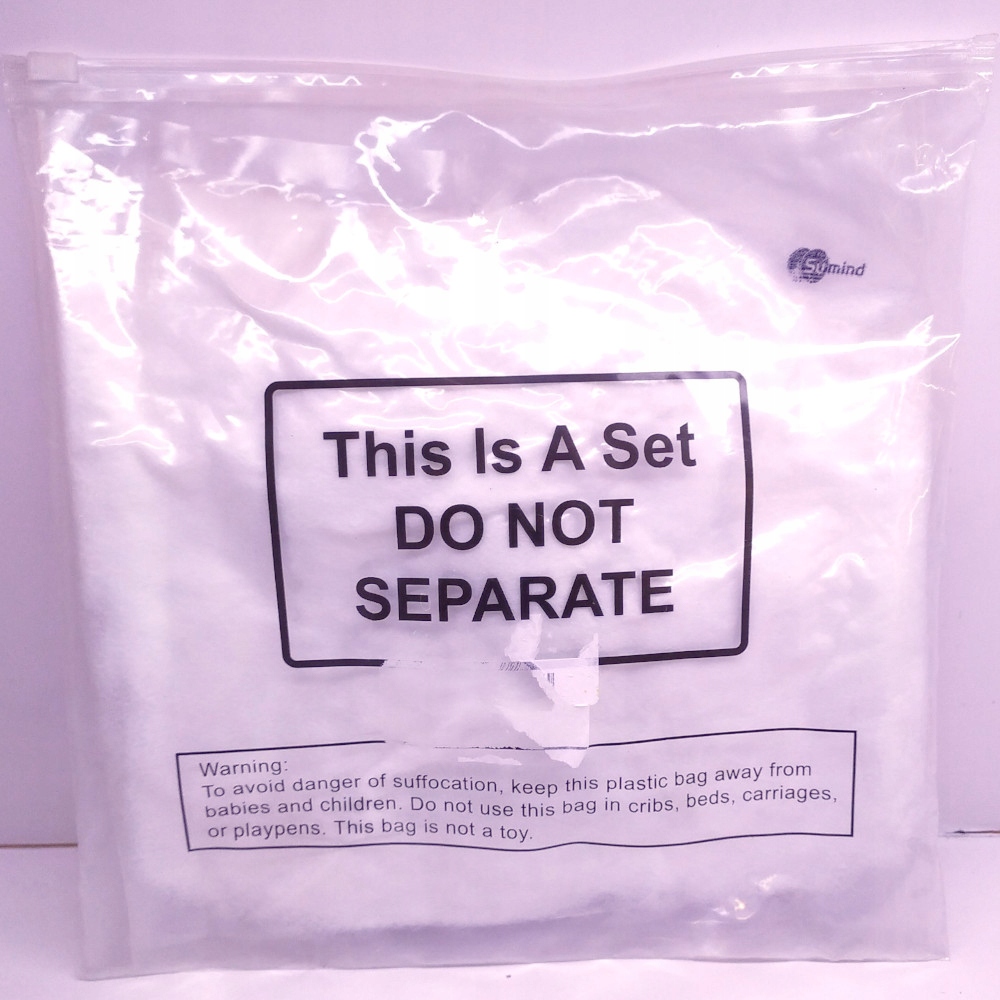 Sumind
This Is A Set
DO NOT
SEPARATE
Warning:
To avoid danger of suffocation, keep this plastic bag away from
babies and children. Do not use this bag in cribs, beds, carriages,
or playpens. This bag is not a toy.